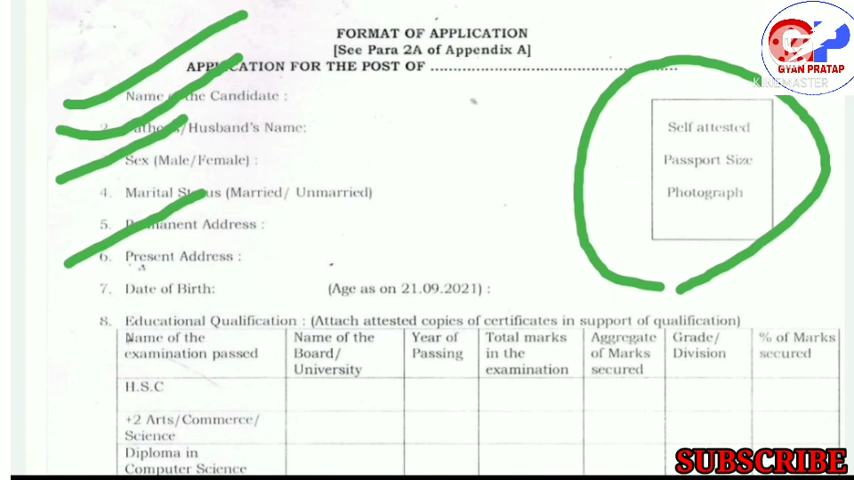 FORMAT OF APPLICATION
[See Para 2A of Appendix A]
APPLICATION FOR THE POST OF ...............................................................
Name of the Candidate :
2. Father's/Husband's Name:
Sex (Male/Female) :
4. Marital Status (Married/ Unmarried)
5. Permanent Address :
6. Present Address :
7. Date of Birth: (Age as on 21.09.2021) :
Self attested
Passport Size
Photograph
8. Educational Qualification : (Attach attested copies of certificates in support of qualification)
Name of the examination passed | Name of the Board/ University | Year of Passing | Total marks in the examination | Aggregate of Marks secured | Grade/ Division | % of Marks secured
H.S.C
+2 Arts/Commerce/
Science
Diploma in
Computer Science
GP
GYAN PRATAP
KINEMASTER
SUBSCRIBE